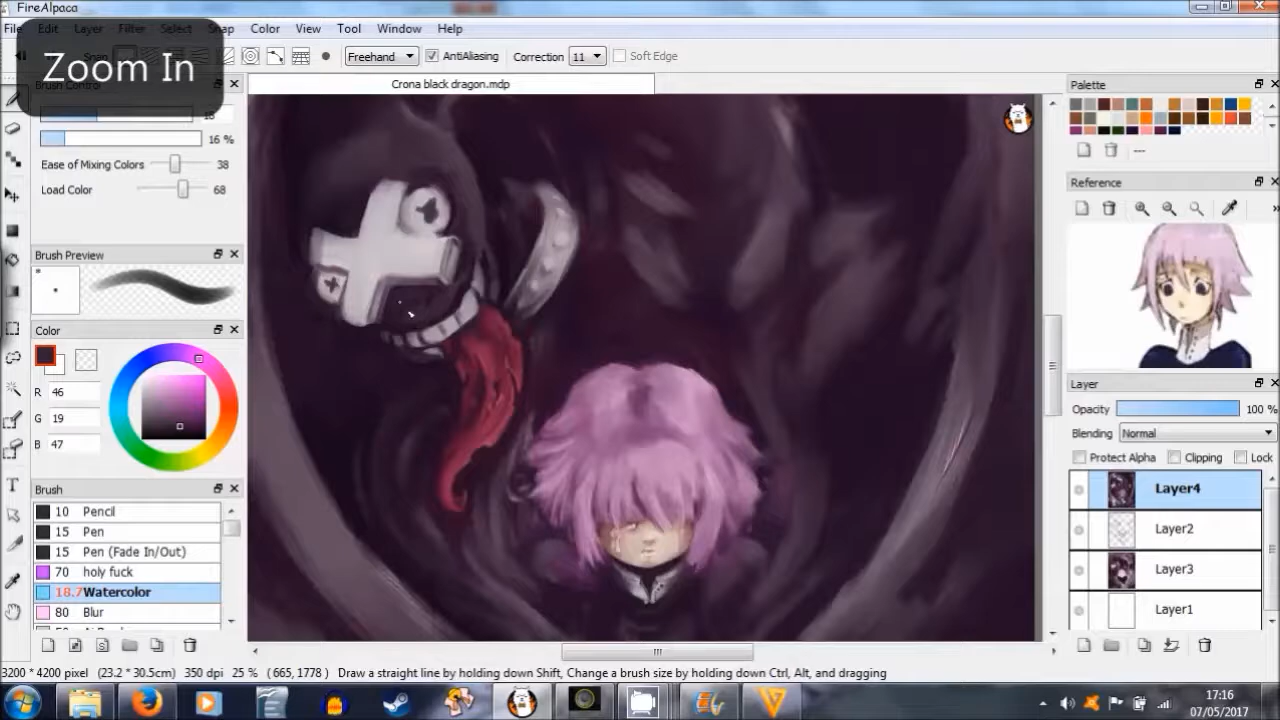 FireAlpaca
File Edit Layer Filter Select Snap Color View Tool Window Help
Zoom In
Snap
Freehand AntiAliasing Correction 11 Soft Edge
Brush Control
Crona black dragon.mdp
Palette
16 %
---
Ease of Mixing Colors 38
Load Color 68
Reference
Brush Preview
Color
R 46
G 19
B 47
Layer
Opacity 100 %
Blending Normal
Protect Alpha Clipping Lock
Layer4
Layer2
Layer3
Layer1
Brush
10 Pencil
15 Pen
15 Pen (Fade In/Out)
70 holy fuck
18.7 Watercolor
80 Blur
3200 * 4200 pixel (23.2 * 30.5cm) 350 dpi 25 % (665, 1778) Draw a straight line by holding down Shift, Change a brush size by holding down Ctrl, Alt, and dragging
17:16
07/05/2017